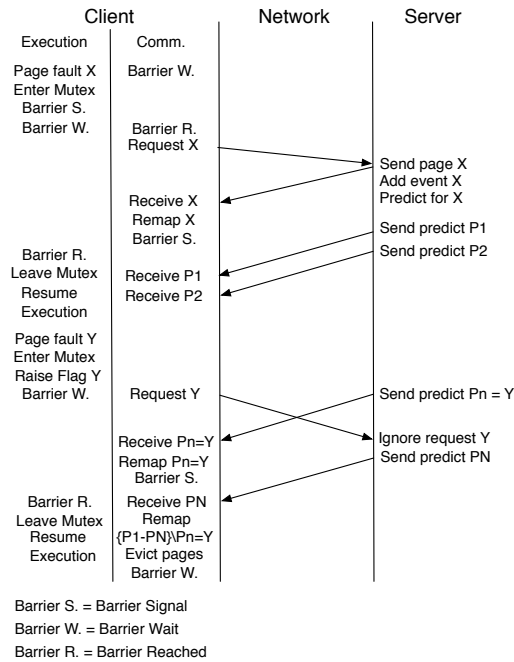 Client Network Server
Execution Comm.
Page fault X Barrier W.
Enter Mutex
Barrier S.
Barrier W. Barrier R.
Request X
Send page X
Add event X
Predict for X
Receive X
Remap X
Barrier S.
Send predict P1
Send predict P2
Barrier R.
Leave Mutex Receive P1
Resume Receive P2
Execution
Page fault Y
Enter Mutex
Raise Flag Y
Barrier W. Request Y Send predict Pn = Y
Ignore request Y
Receive Pn=Y
Send predict PN
Remap Pn=Y
Barrier S.
Barrier R. Receive PN
Leave Mutex Remap
Resume {P1-PN}\Pn=Y
Execution Evict pages
Barrier W.
Barrier S. = Barrier Signal
Barrier W. = Barrier Wait
Barrier R. = Barrier Reached